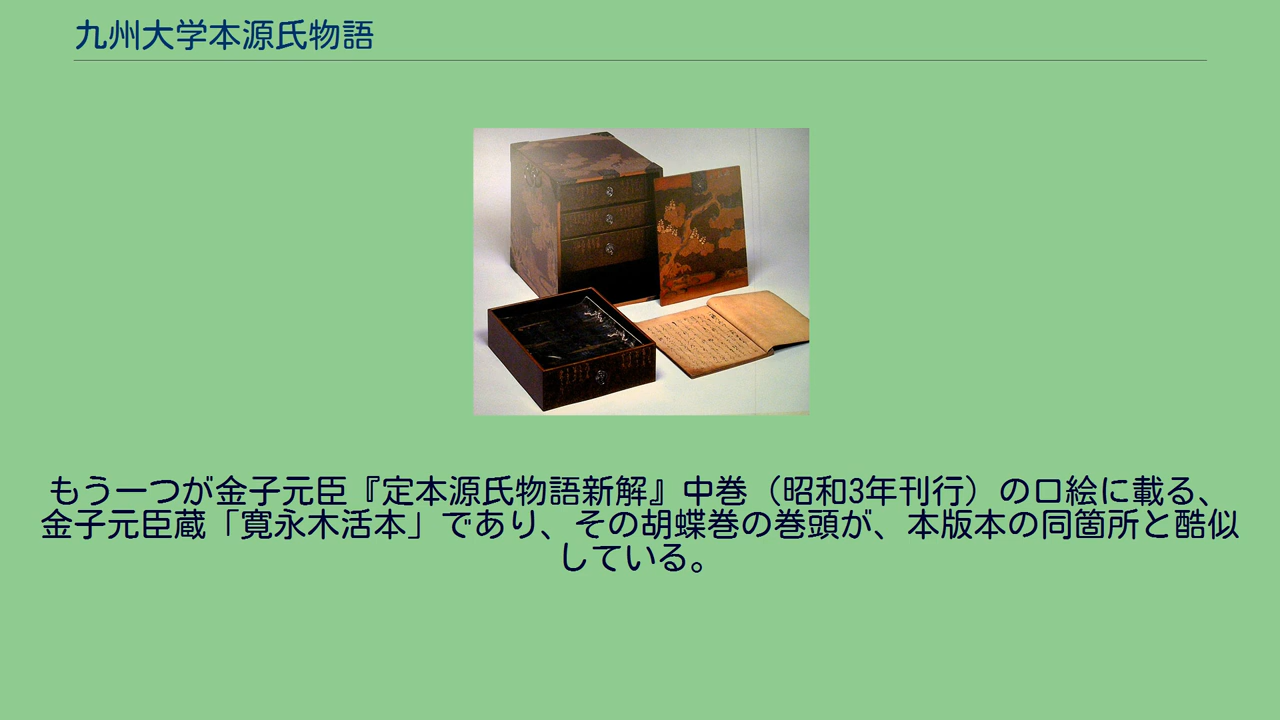 九州大学本源氏物語
もう一つが金子元臣『定本源氏物語新解』中巻（昭和3年刊行）の口絵に載る、
金子元臣蔵「寛永木活本」であり、その胡蝶巻の巻頭が、本版本の同箇所と酷似
している。